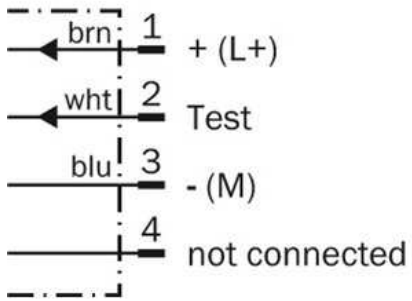 brn 1 + (L+)
wht 2 Test
blu 3 - (M)
4 not connected